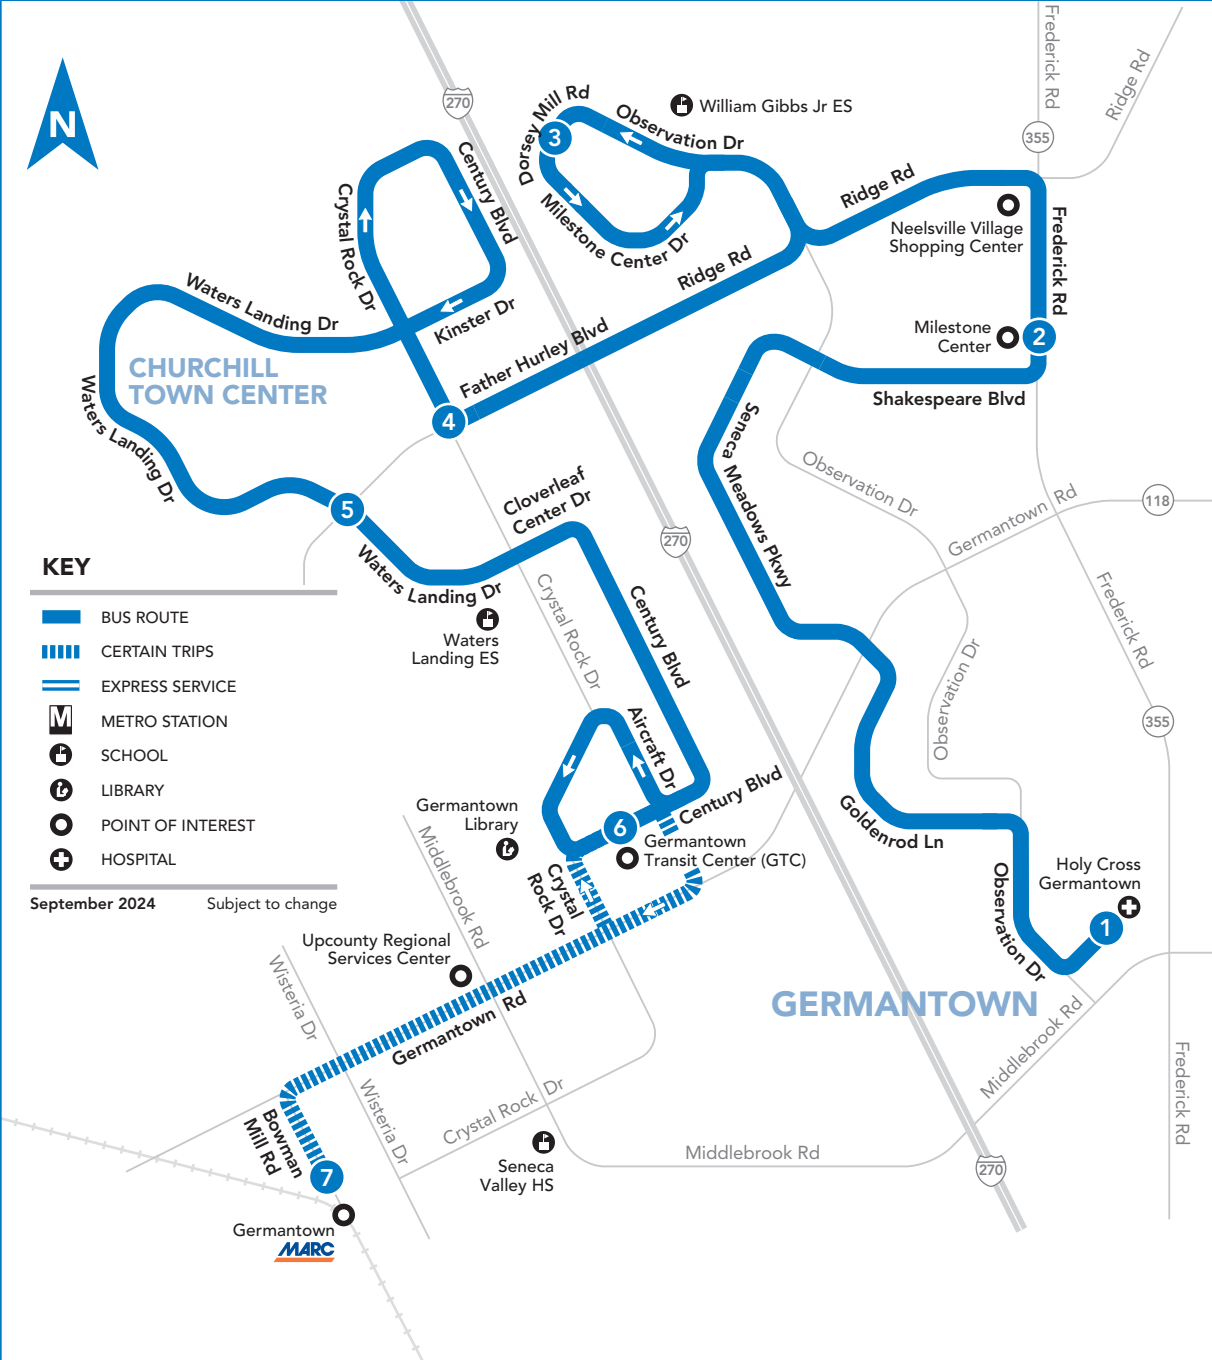 N
270
Dorsey Mill Rd
3
Observation Dr
William Gibbs Jr ES
Frederick Rd
Ridge Rd
355
Century Blvd
Crystal Rock Dr
Milestone Center Dr
Ridge Rd
Neelsville Village
Shopping Center
Frederick Rd
Waters Landing Dr
Kinster Dr
Ridge Rd
Father Hurley Blvd
Milestone
Center
2
CHURCHILL
TOWN CENTER
Shakespeare Blvd
4
Waters Landing Dr
Seneca Meadows Pkwy
Observation Dr
Cloverleaf
Center Dr
5
Germantown Rd
118
270
KEY
BUS ROUTE
CERTAIN TRIPS
EXPRESS SERVICE
M
METRO STATION
SCHOOL
LIBRARY
POINT OF INTEREST
HOSPITAL
September 2024
Subject to change
Waters Landing Dr
Waters
Landing ES
Crystal Rock Dr
Century Blvd
Frederick Rd
Observation Dr
355
Aircraft Dr
Century Blvd
Germantown
Library
6
Germantown
Transit Center (GTC)
Goldenrod Ln
Middlebrook Rd
Crystal
Rock Dr
Holy Cross
Germantown
1
Observation Dr
Upcounty Regional
Services Center
Wisteria Dr
Germantown Rd
GERMANTOWN
Middlebrook Rd
Frederick Rd
Wisteria Dr
Crystal Rock Dr
Bowman
Mill Rd
7
Seneca
Valley HS
Middlebrook Rd
270
Germantown
MARC